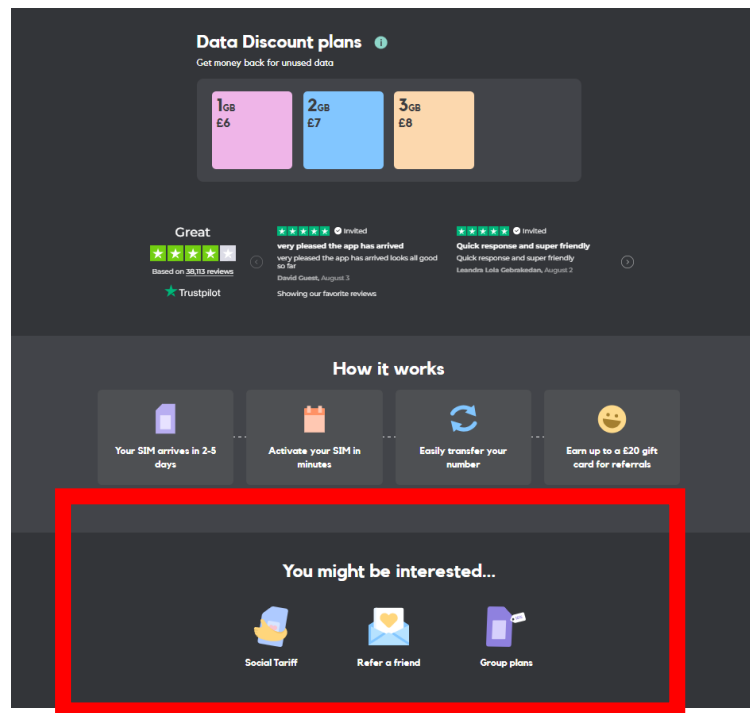 Data Discount plans
Get money back for unused data
1GB
£6
2GB
£7
3GB
£8
Great
Based on 38,113 reviews
Trustpilot
Invited
very pleased the app has arrived
very pleased the app has arrived looks all good
so far
David Guest, August 3
Showing our favorite reviews
Invited
Quick response and super friendly
Quick response and super friendly
Leandra Lola Gebrakedan, August 2
How it works
Your SIM arrives in 2-5
days
Activate your SIM in
minutes
Easily transfer your
number
Earn up to a £20 gift
card for referrals
You might be interested...
Social Tariff
Refer a friend
Group plans